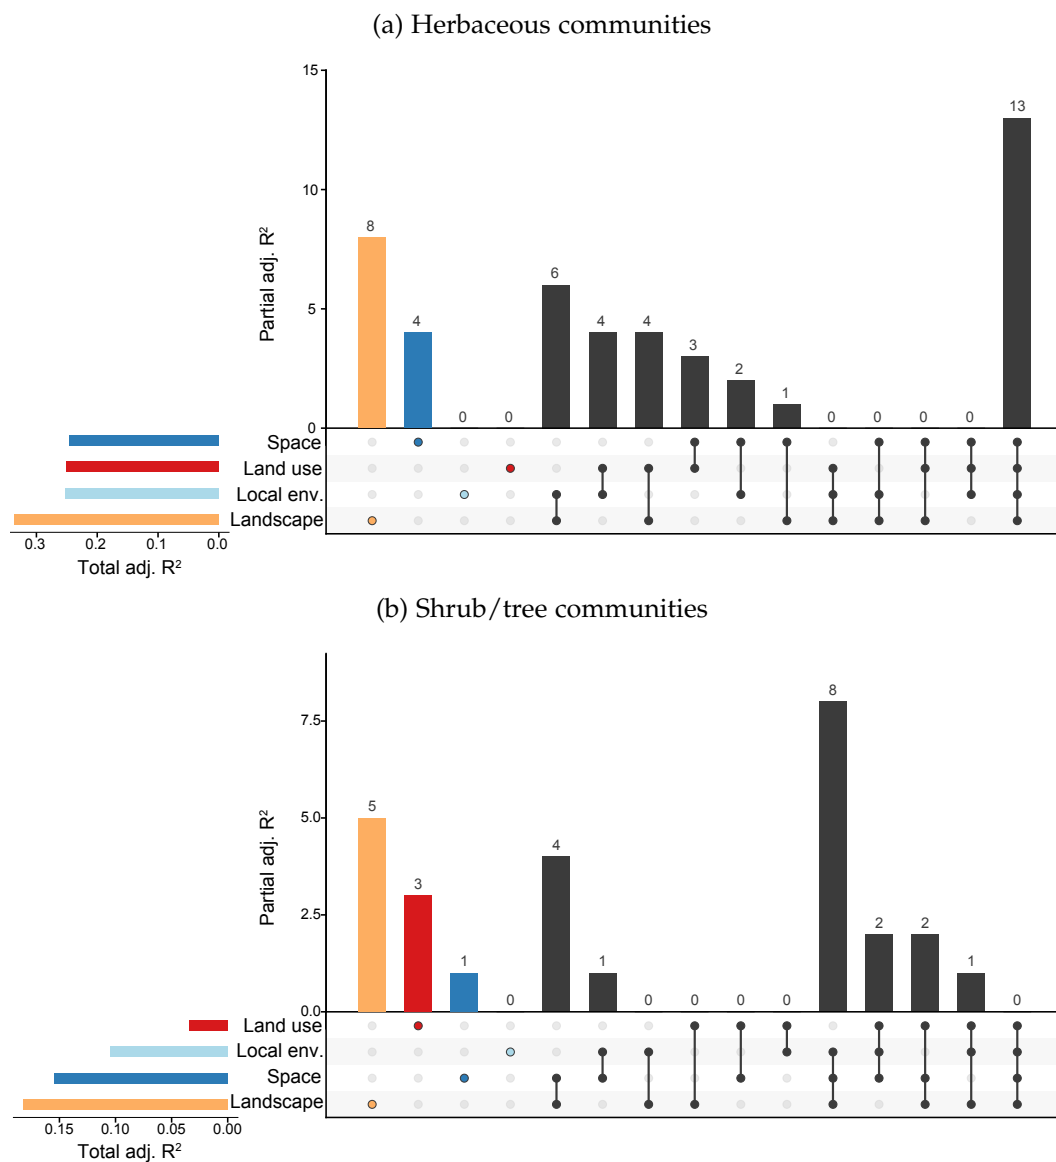 (a) Herbaceous communities
15
10
5
0
Partial adj. R²
8 4 0 0 6 4 4 3 2 1 0 0 0 0 13
Space
Land use
Local env.
Landscape
0.3 0.2 0.1 0.0
Total adj. R²
(b) Shrub/tree communities
7.5
5.0
2.5
0.0
Partial adj. R²
5 3 1 0 4 1 0 0 0 0 8 2 2 1 0
Land use
Local env.
Space
Landscape
0.15 0.10 0.05 0.00
Total adj. R²